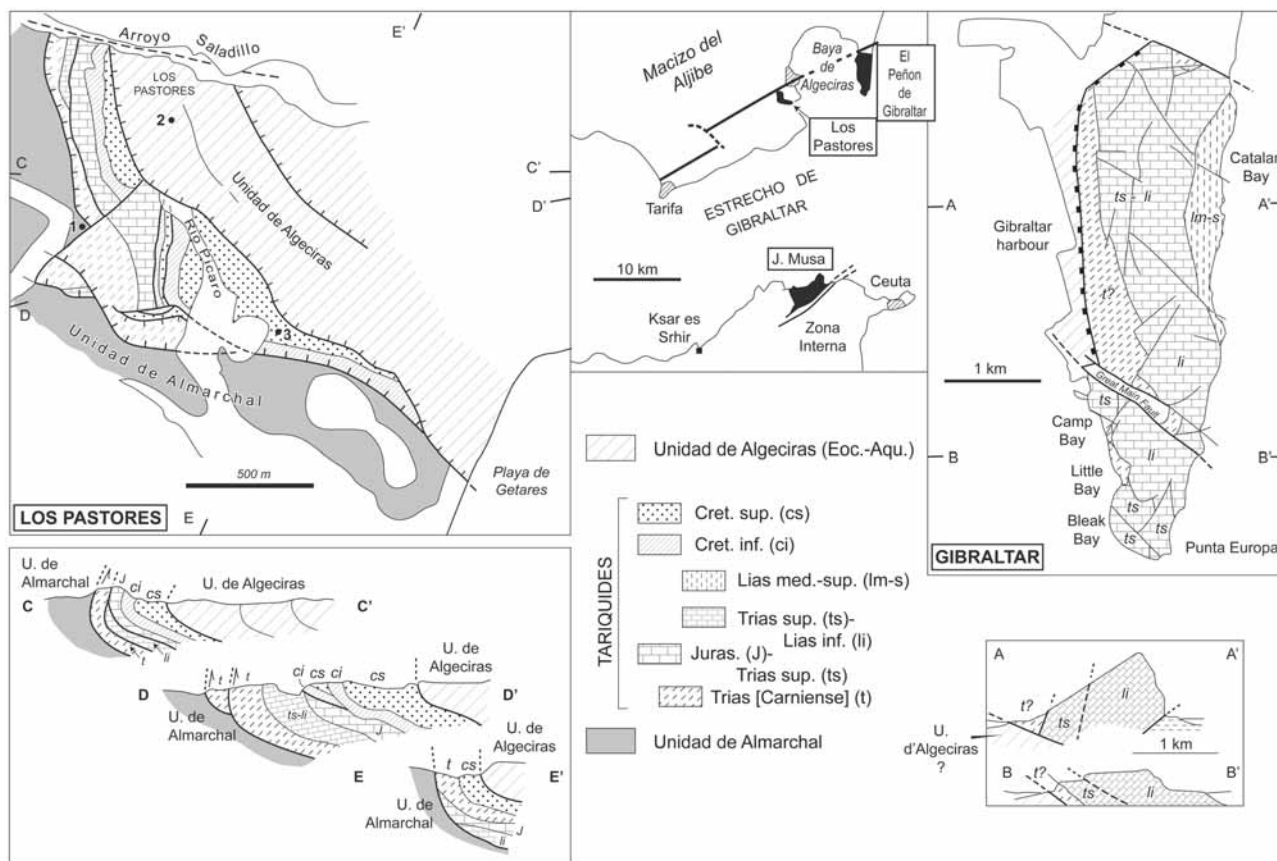 Arroyo Saladillo
E'
LOS
PASTORES
2
C
C'
D'
1
Unidad de Algeciras
Río Pícaro
D
3
Unidad de Almarchal
500 m
Playa de
Getares
E
LOS PASTORES
U. de
Almarchal
J
ci
cs
U. de Algeciras
C
C'
t
li
U. de
Algeciras
t
t
ci
cs
ci
cs
D
D'
ts-li
J
U. de
Almarchal
U. de
Algeciras
E
t
cs
E'
U. de
Almarchal
J
li
Macizo del
Aljibe
Baya
de
Algeciras
El
Peñon
de
Gibraltar
Los
Pastores
Tarifa
ESTRECHO DE
GIBRALTAR
10 km
J. Musa
Ceuta
Ksar es
Srhir
Zona
Interna
Unidad de Algeciras (Eoc.-Aqu.)
TARIQUIDES
Cret. sup. (cs)
Cret. inf. (ci)
Lias med.-sup. (lm-s)
Trias sup. (ts)-
Lias inf. (li)
Juras. (J)-
Trias sup. (ts)
Trias [Carniense] (t)
Unidad de Almarchal
Catalan
Bay
A
A'
ts - li
lm-s
Gibraltar
harbour
t?
li
1 km
Great Main Fault
ts
Camp
Bay
B
B'
li
Little
Bay
ts
Bleak
Bay
ts
Punta Europa
GIBRALTAR
A
A'
t?
li
ts
U.
d'Algeciras
?
1 km
B
t?
B'
ts
li